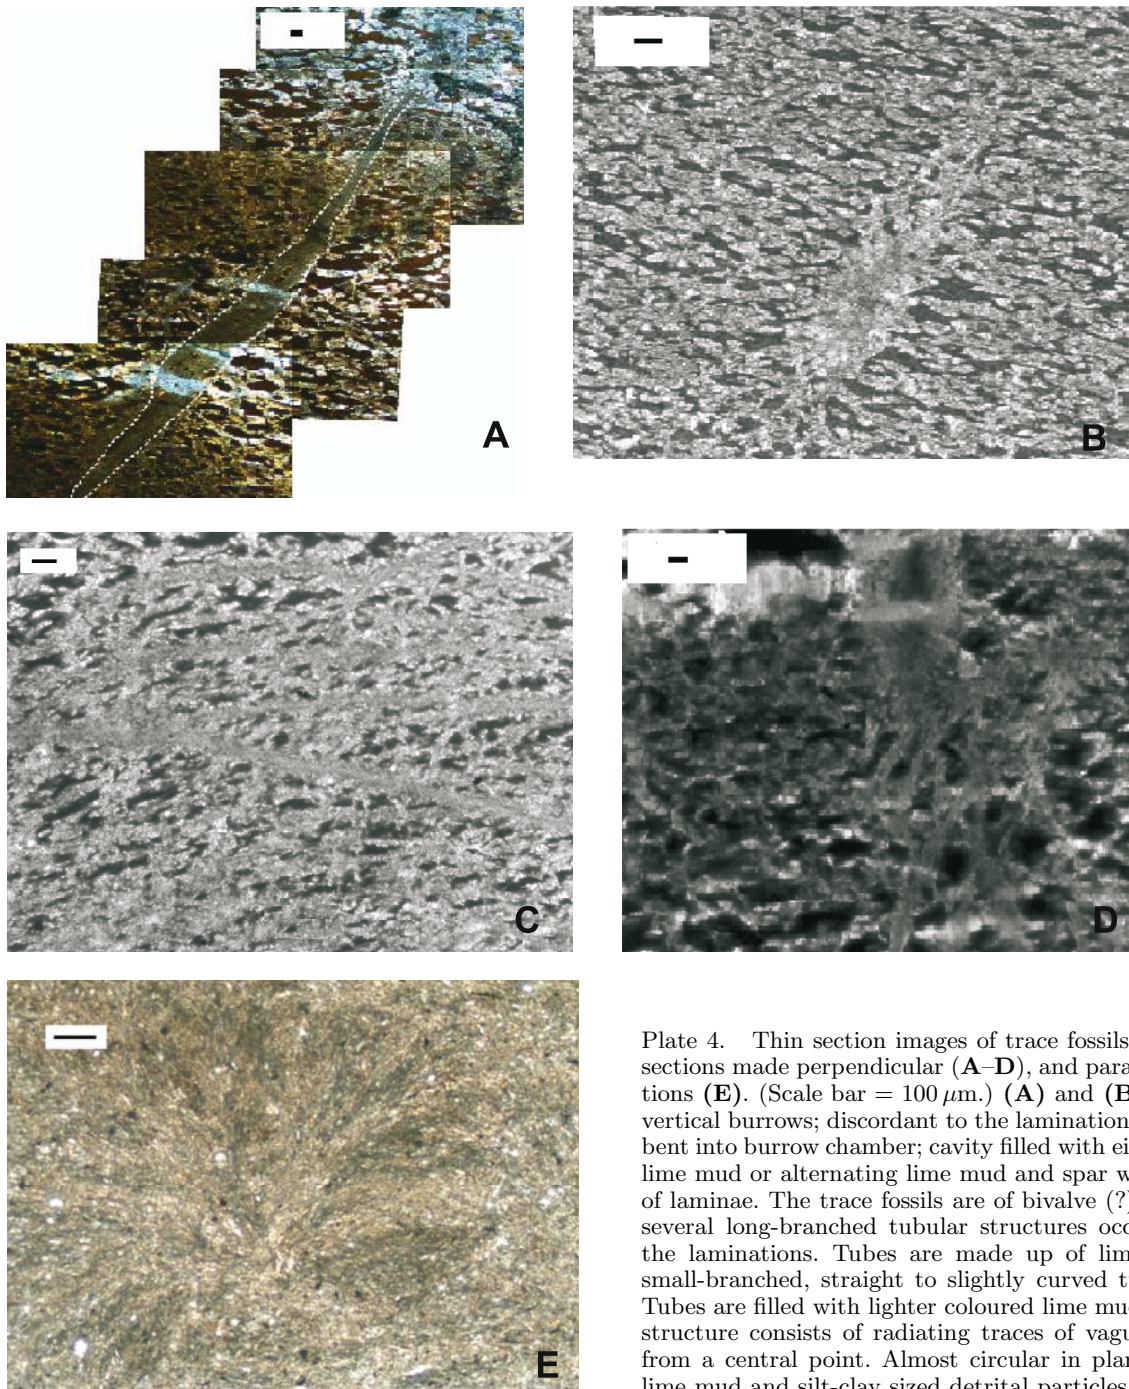 A
B
C
D
E
Plate 4. Thin section images of trace fossils
sections made perpendicular (A–D), and para
tions (E). (Scale bar = 100 μm.) (A) and (B
vertical burrows; discordant to the lamination
bent into burrow chamber; cavity filled with ei
lime mud or alternating lime mud and spar w
of laminae. The trace fossils are of bivalve (?)
several long-branched tubular structures occ
the laminations. Tubes are made up of lim
small-branched, straight to slightly curved t
Tubes are filled with lighter coloured lime mud
structure consists of radiating traces of vagu
from a central point. Almost circular in plan
lime mud and silt-clay sized detrital particles